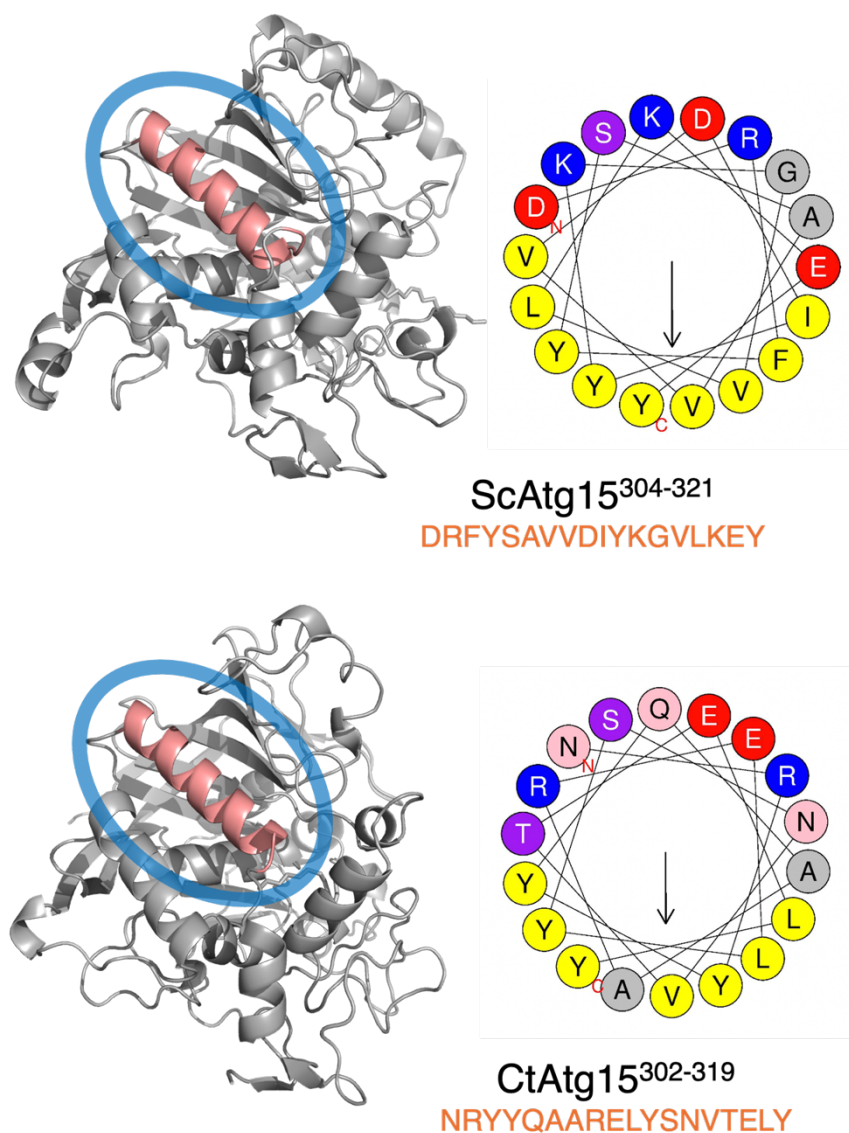 S K D R
K G
D A
N
V E
L I
Y F
Y V
Y V
C
ScAtg15³⁰⁴⁻³²¹
DRFYSAVVDIYKGVLKEY
S Q E E
N
N
R R
T N
Y A
Y L
Y L
C A V Y
CtAtg15³⁰²⁻³¹⁹
NRYYQAARELYSNVTELY